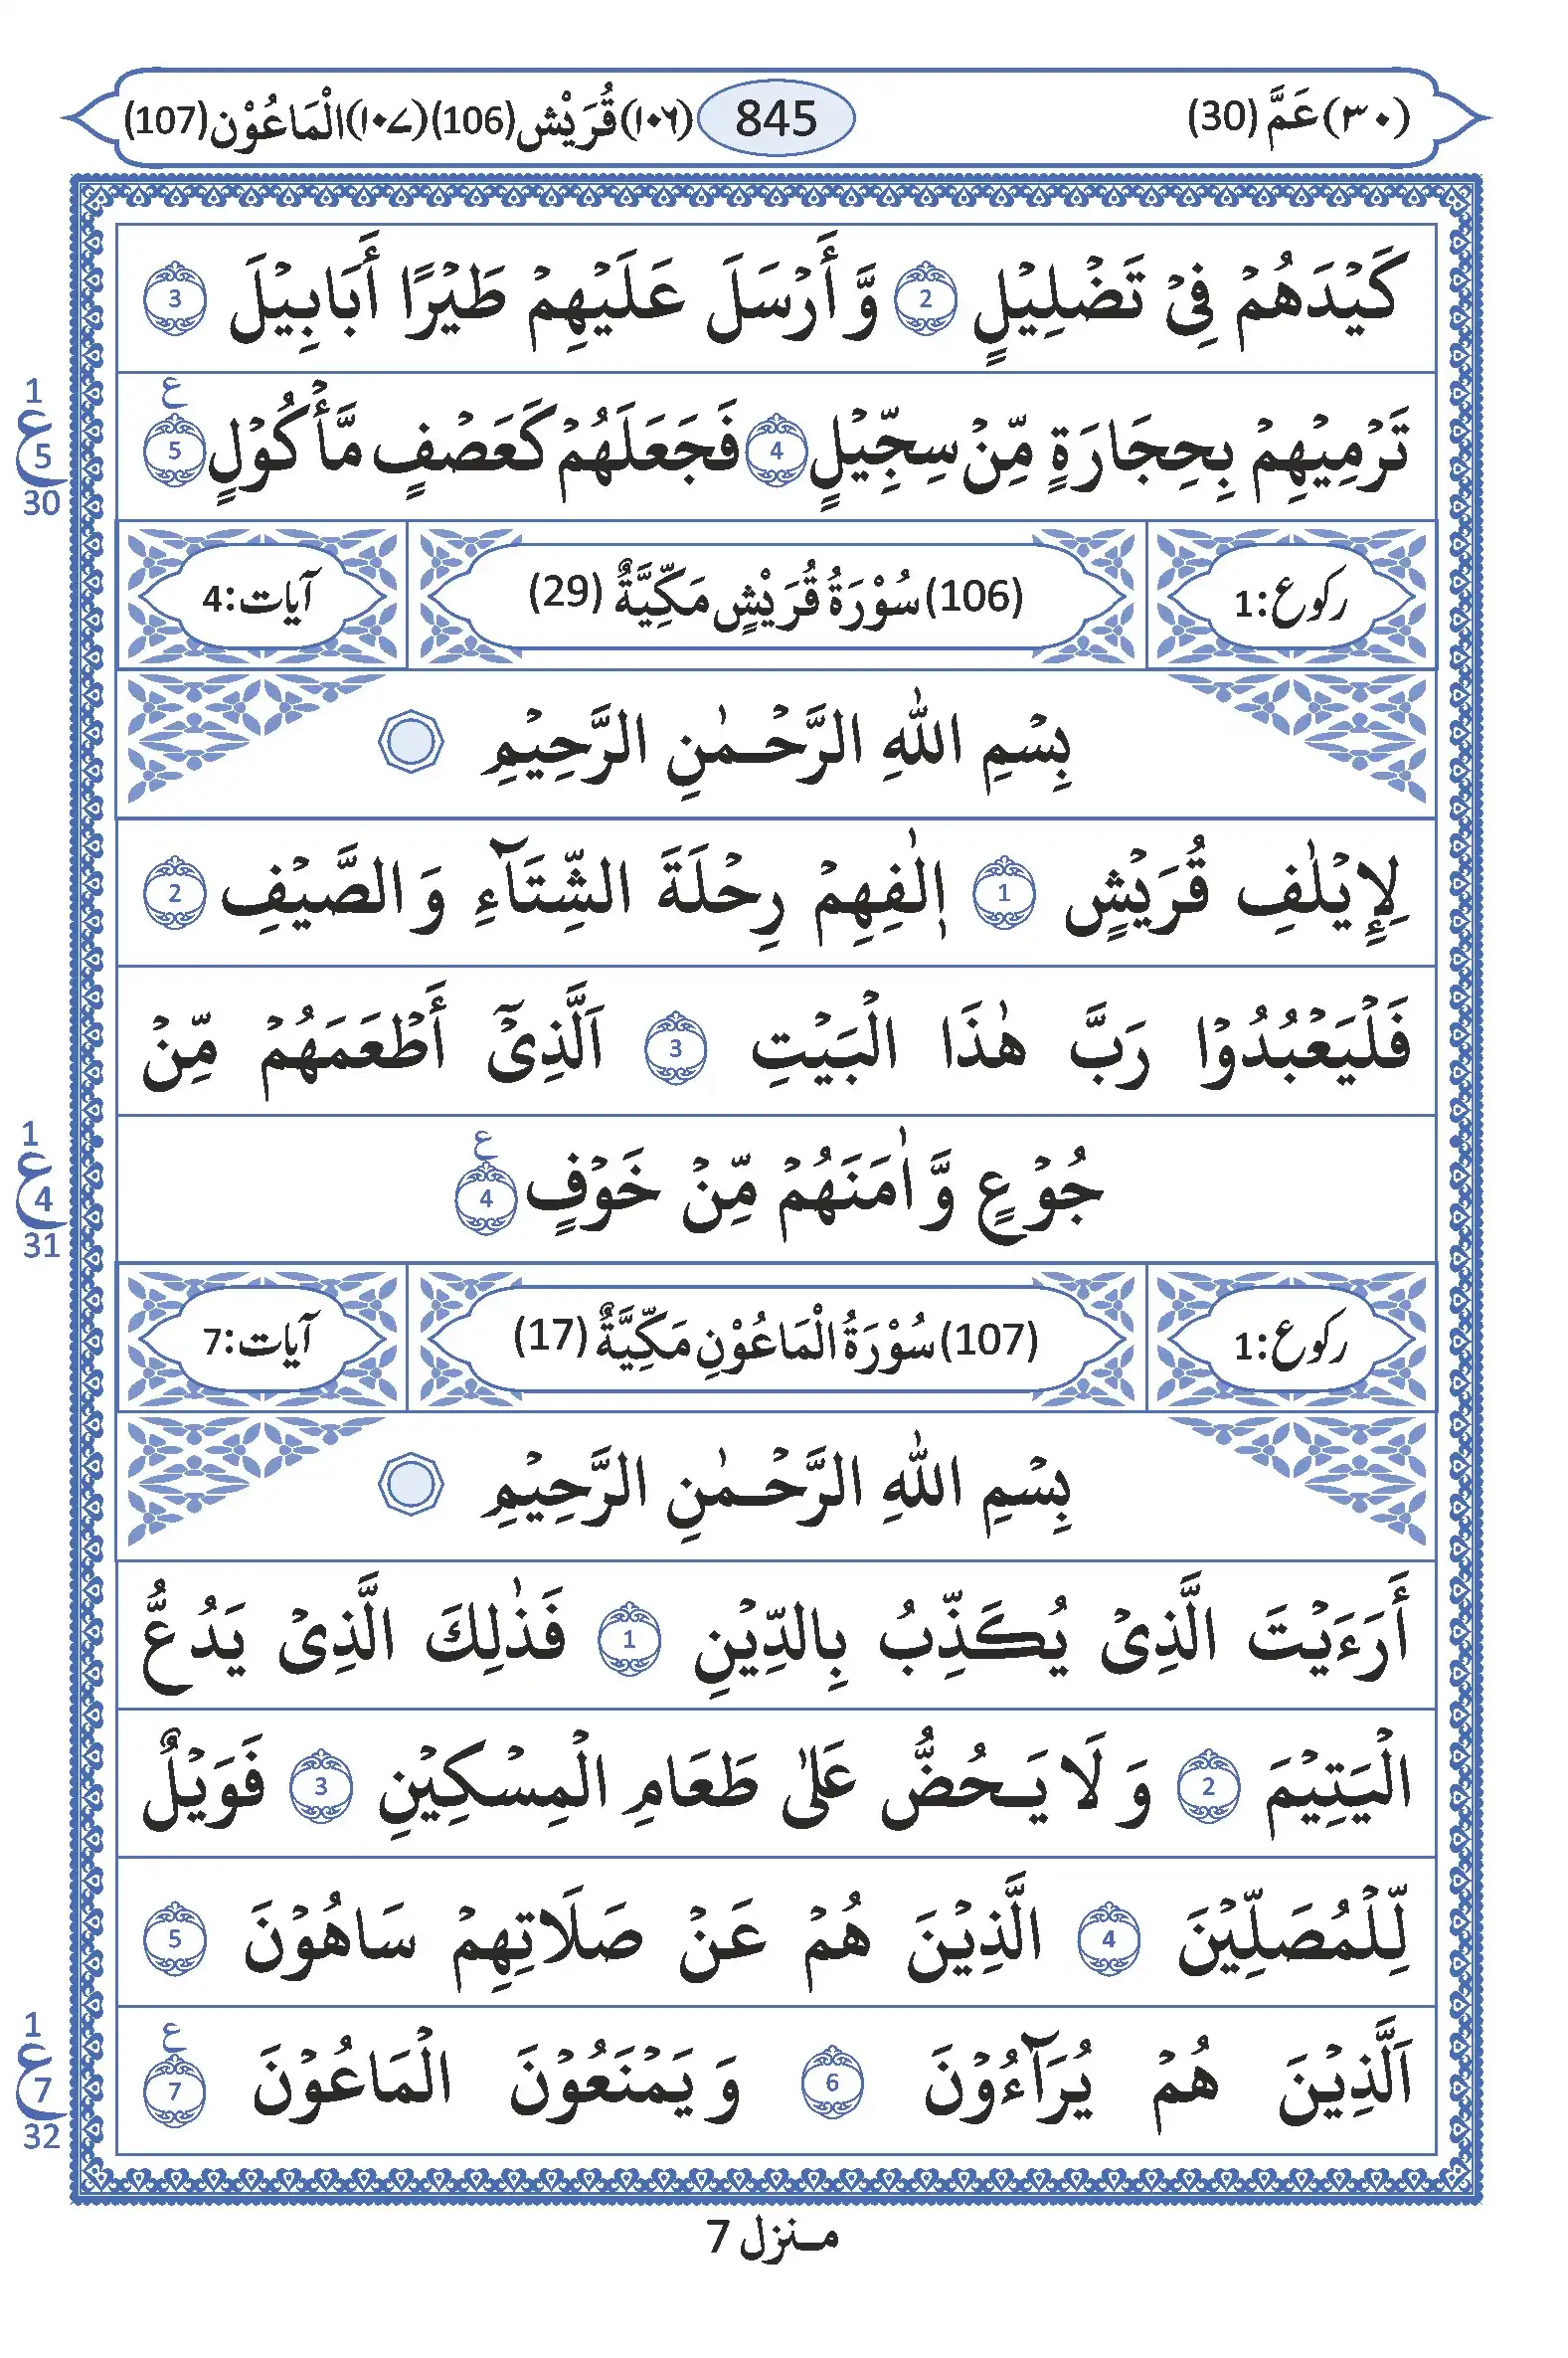 (٣٠) عَمَّ (30) 845 (١٠٦) قُرَيْش (106) (١٠٧) الْمَاعُوْن (107)
كَيْدَهُمْ فِيْ تَضْلِيْلٍ 2 وَّ أَرْسَلَ عَلَيْهِمْ طَيْرًا أَبَابِيْلَ 3
تَرْمِيْهِمْ بِحِجَارَةٍ مِّنْ سِجِّيْلٍ 4 فَجَعَلَهُمْ كَعَصْفٍ مَّأْكُوْلٍ 5 ع
1 ع 5 30
رکوع:1 (106) سُوْرَةُ قُرَيْشٍ مَكِّيَّةٌ (29) آیات:4
بِسْمِ اللّٰهِ الرَّحْمٰنِ الرَّحِيْمِ
لِإِيْلٰفِ قُرَيْشٍ 1 اٖلٰفِهِمْ رِحْلَةَ الشِّتَآءِ وَ الصَّيْفِ 2
فَلْيَعْبُدُوْا رَبَّ هٰذَا الْبَيْتِ 3 اَلَّذِيْٓ أَطْعَمَهُمْ مِّنْ
جُوْعٍ وَّ اٰمَنَهُمْ مِّنْ خَوْفٍ 4 ع
1 ع 4 31
رکوع:1 (107) سُوْرَةُ الْمَاعُوْنِ مَكِّيَّةٌ (17) آیات:7
بِسْمِ اللّٰهِ الرَّحْمٰنِ الرَّحِيْمِ
أَرَءَيْتَ الَّذِيْ يُكَذِّبُ بِالدِّيْنِ 1 فَذٰلِكَ الَّذِيْ يَدُعُّ
الْيَتِيْمَ 2 وَ لَا يَحُضُّ عَلٰى طَعَامِ الْمِسْكِيْنِ 3 فَوَيْلٌ
لِّلْمُصَلِّيْنَ 4 الَّذِيْنَ هُمْ عَنْ صَلَاتِهِمْ سَاهُوْنَ 5
اَلَّذِيْنَ هُمْ يُرَآءُوْنَ 6 وَ يَمْنَعُوْنَ الْمَاعُوْنَ 7 ع
1 ع 7 32
مـنزل 7